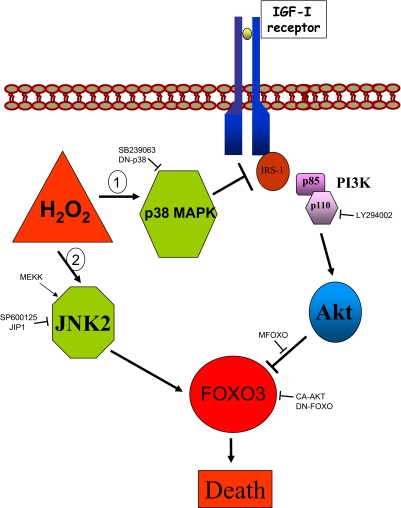 IGF-I
receptor
SB239063
DN-p38
IRS-1
p85
PI3K
p110
LY294002
1
H2O2
p38 MAPK
2
MEKK
SP600125
JIP1
JNK2
Akt
MFOXO
FOXO3
CA-AKT
DN-FOXO
Death